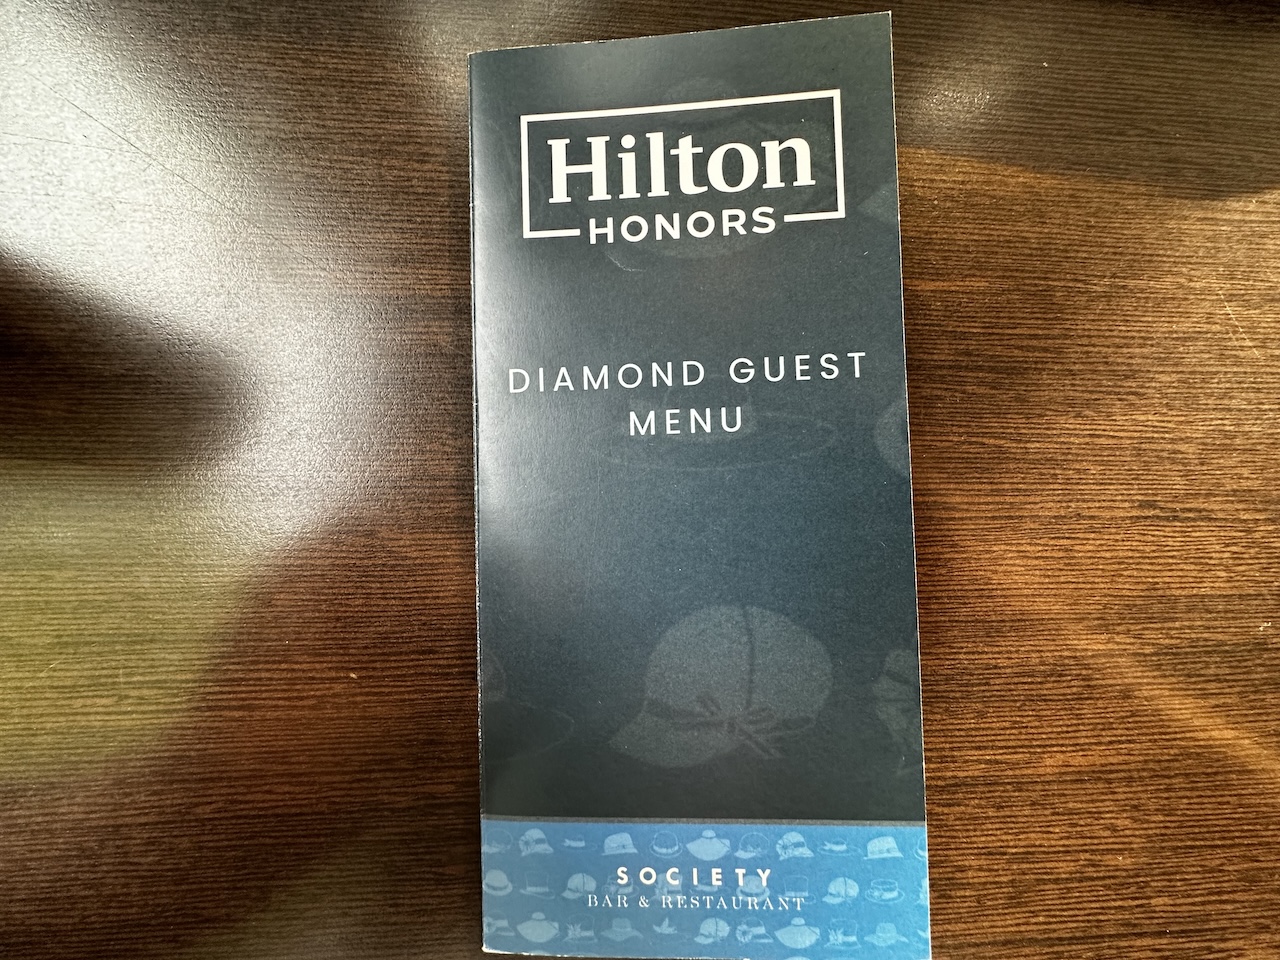 Hilton
HONORS
DIAMOND GUEST
MENU
SOCIETY
BAR & RESTAURANT